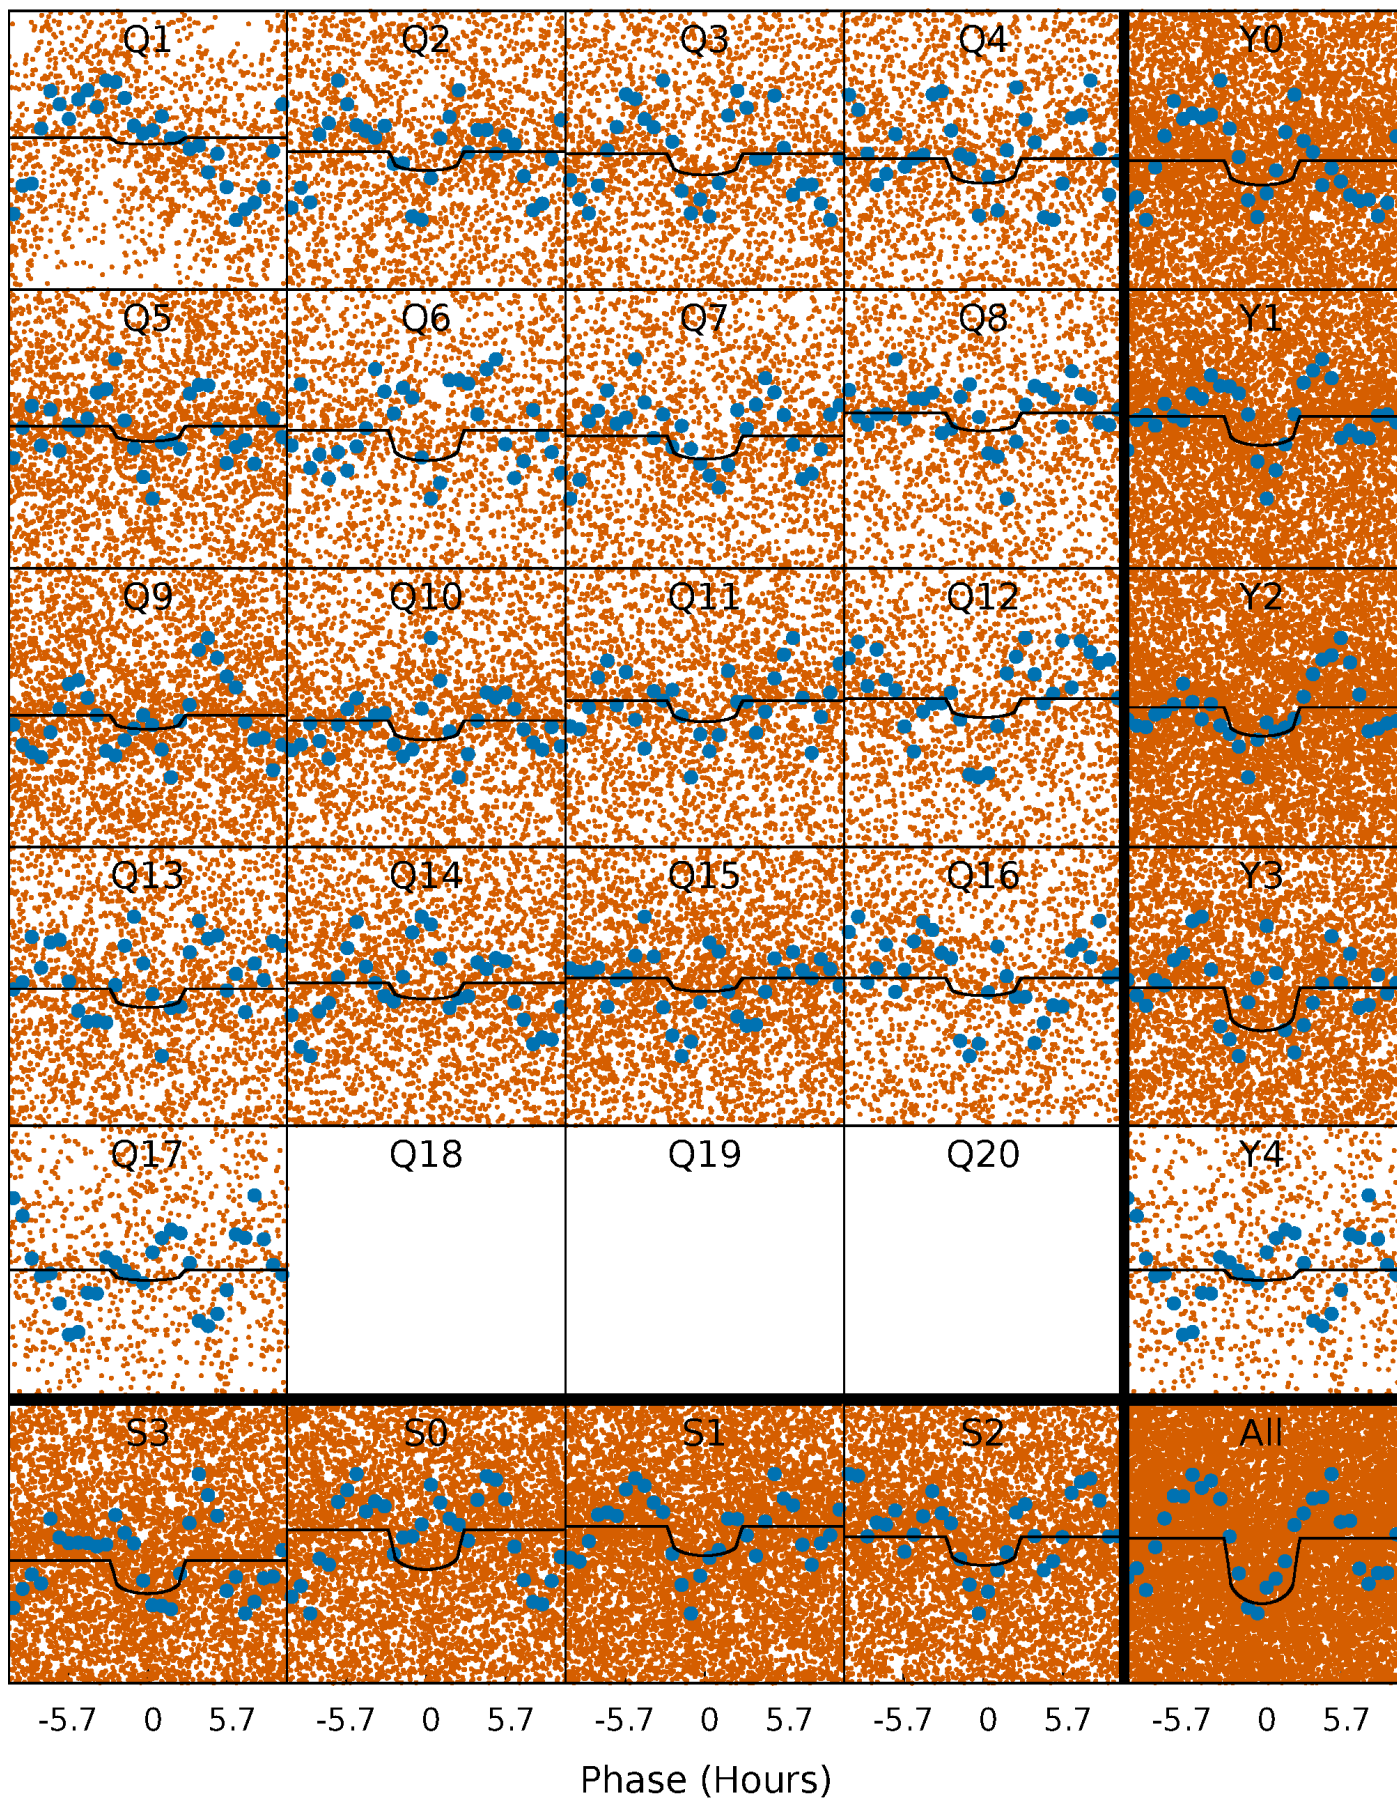 Q1 Q2 Q3 Q4 Y0
Q5 Q6 Q7 Q8 Y1
Q9 Q10 Q11 Q12 Y2
Q13 Q14 Q15 Q16 Y3
Q17 Q18 Q19 Q20 Y4
S3 S0 S1 S2 All
-5.7 0 5.7 -5.7 0 5.7 -5.7 0 5.7 -5.7 0 5.7 -5.7 0 5.7
Phase (Hours)